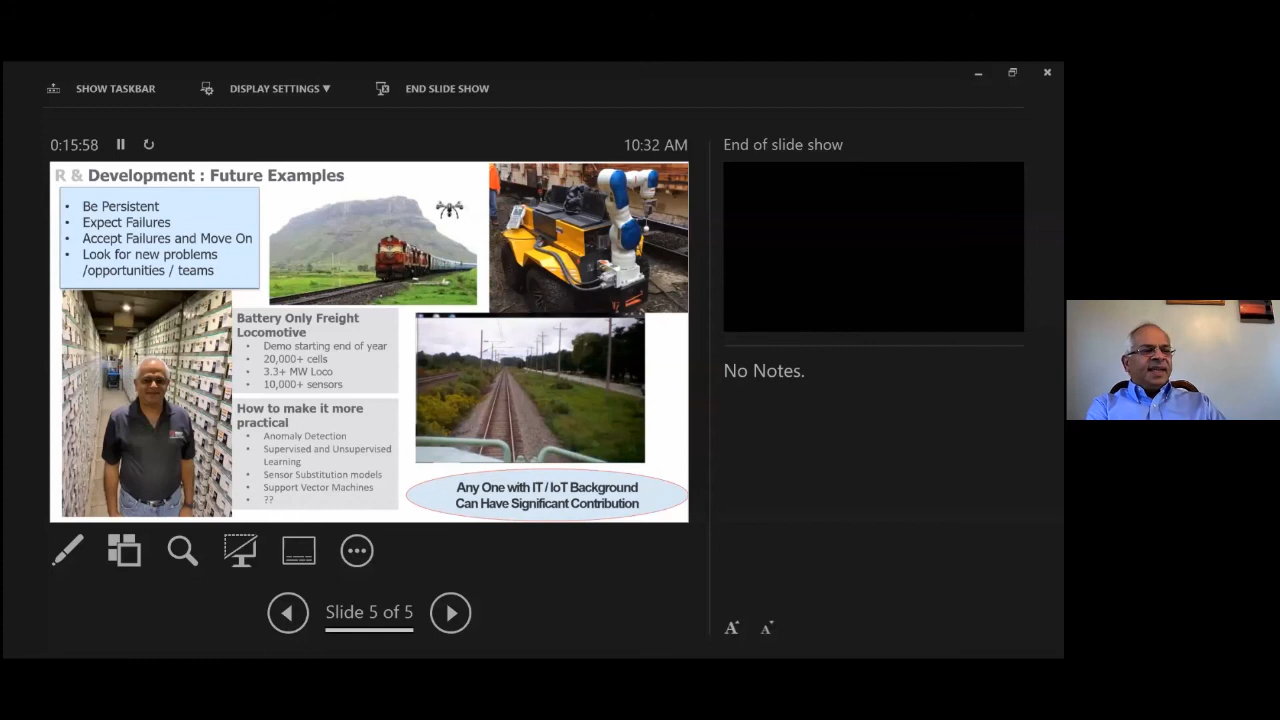 SHOW TASKBAR
DISPLAY SETTINGS ▼
END SLIDE SHOW
0:15:58
10:32 AM
R & Development : Future Examples
• Be Persistent
• Expect Failures
• Accept Failures and Move On
• Look for new problems
/opportunities / teams
Battery Only Freight
Locomotive
• Demo starting end of year
• 20,000+ cells
• 3.3+ MW Loco
• 10,000+ sensors
How to make it more
practical
• Anomaly Detection
• Supervised and Unsupervised
Learning
• Sensor Substitution models
• Support Vector Machines
• ??
Any One with IT / IoT Background
Can Have Significant Contribution
Slide 5 of 5
End of slide show
No Notes.
A A